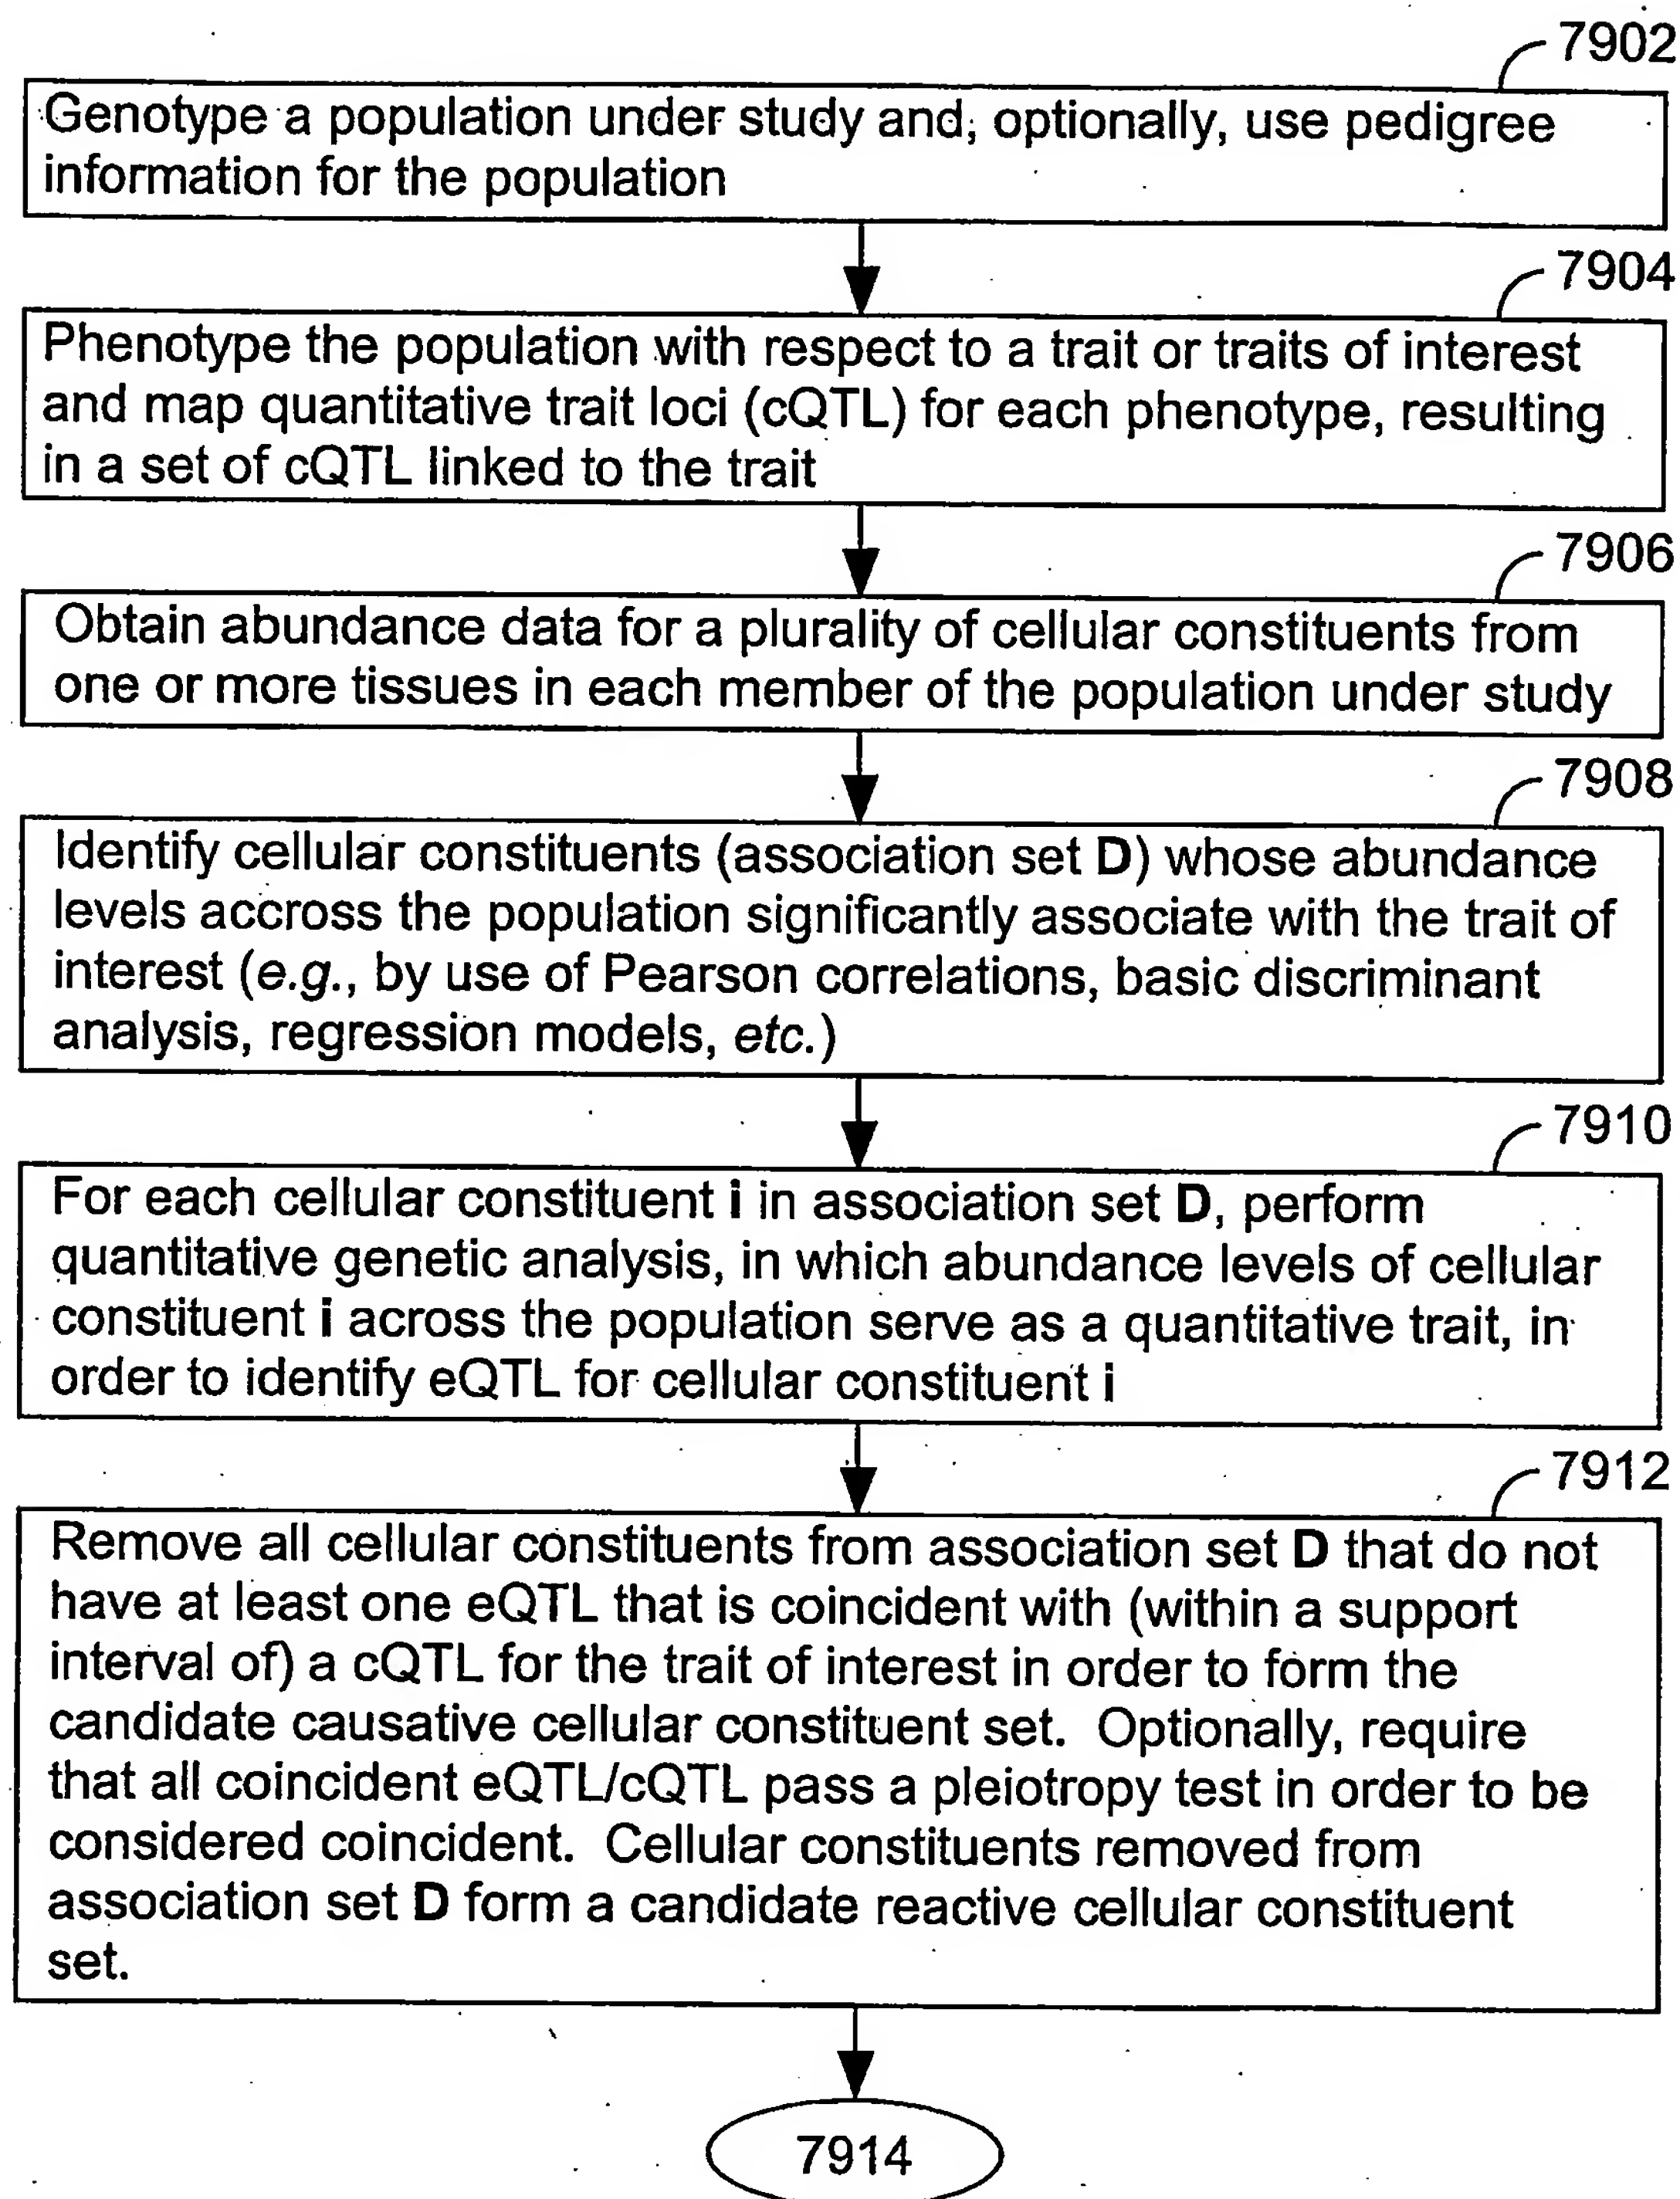 7902
Genotype a population under study and, optionally, use pedigree
information for the population
7904
Phenotype the population with respect to a trait or traits of interest
and map quantitative trait loci (cQTL) for each phenotype, resulting
in a set of cQTL linked to the trait
7906
Obtain abundance data for a plurality of cellular constituents from
one or more tissues in each member of the population under study
7908
Identify cellular constituents (association set D) whose abundance
levels accross the population significantly associate with the trait of
interest (e.g., by use of Pearson correlations, basic discriminant
analysis, regression models, etc.)
7910
For each cellular constituent i in association set D, perform
quantitative genetic analysis, in which abundance levels of cellular
constituent i across the population serve as a quantitative trait, in
order to identify eQTL for cellular constituent i
7912
Remove all cellular constituents from association set D that do not
have at least one eQTL that is coincident with (within a support
interval of) a cQTL for the trait of interest in order to form the
candidate causative cellular constituent set. Optionally, require
that all coincident eQTL/cQTL pass a pleiotropy test in order to be
considered coincident. Cellular constituents removed from
association set D form a candidate reactive cellular constituent
set.
7914